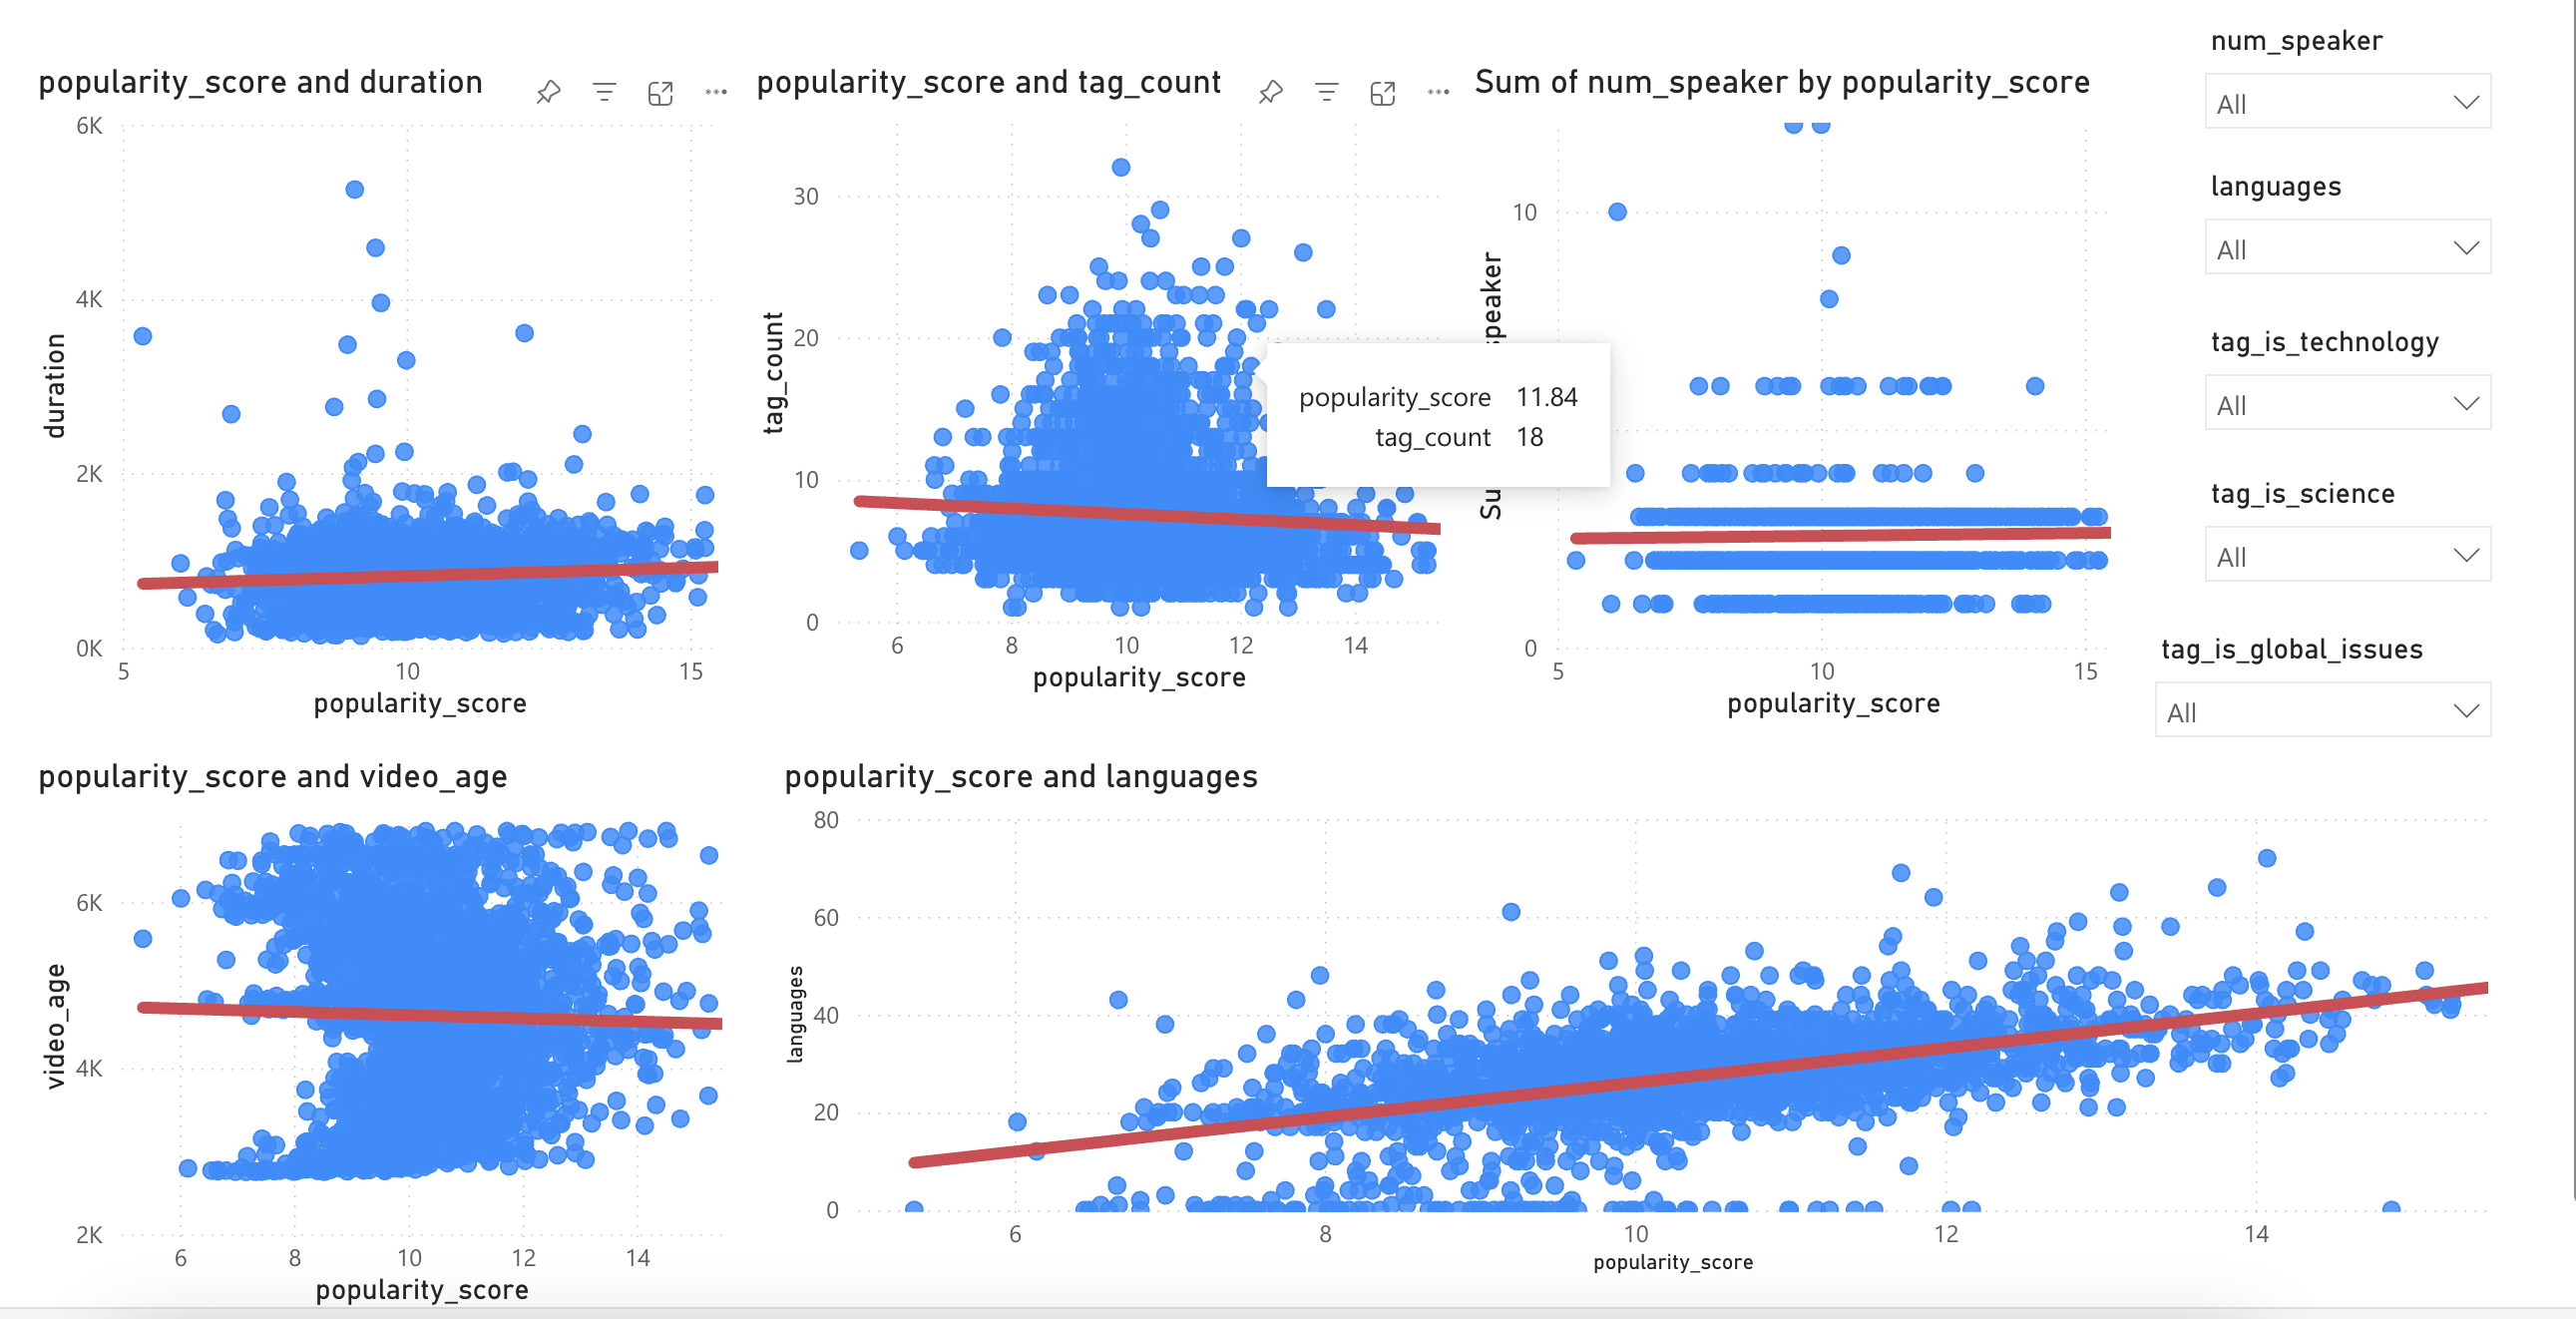 num_speaker
All
popularity_score and duration
popularity_score and tag_count
Sum of num_speaker by popularity_score
6K
4K
2K
0K
duration
5
10
15
popularity_score
30
20
10
0
tag_count
6
8
10
12
14
popularity_score
popularity_score 11.84
tag_count 18
10
0
Su
speaker
5
10
15
popularity_score
languages
All
tag_is_technology
All
tag_is_science
All
tag_is_global_issues
All
popularity_score and video_age
6K
4K
2K
video_age
6
8
10
12
14
popularity_score
popularity_score and languages
80
60
40
20
0
languages
6
8
10
12
14
popularity_score